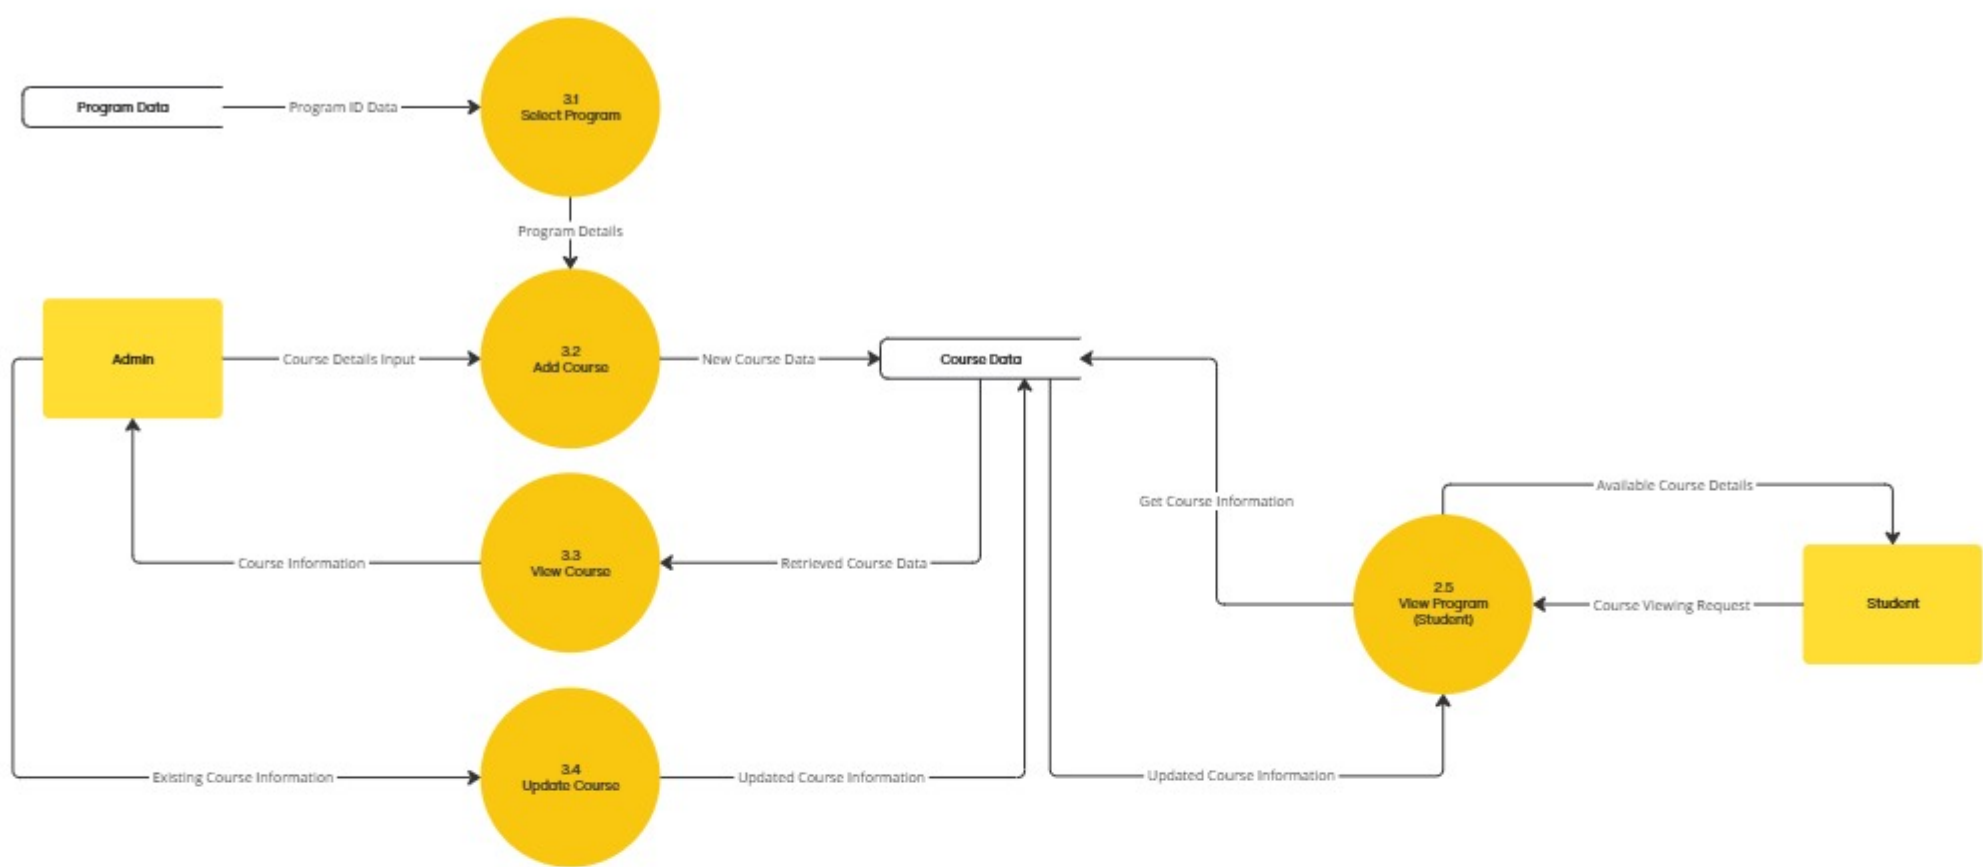 3.1
Select Program
Program Data
Program ID Data
Program Details
Admin
Course Details Input
3.2
Add Course
New Course Data
Course Data
Get Course Information
Available Course Details
3.3
View Course
Course Information
Retrieved Course Data
2.5
View Program
(Student)
Course Viewing Request
Student
3.4
Update Course
Existing Course Information
Updated Course Information
Updated Course Information